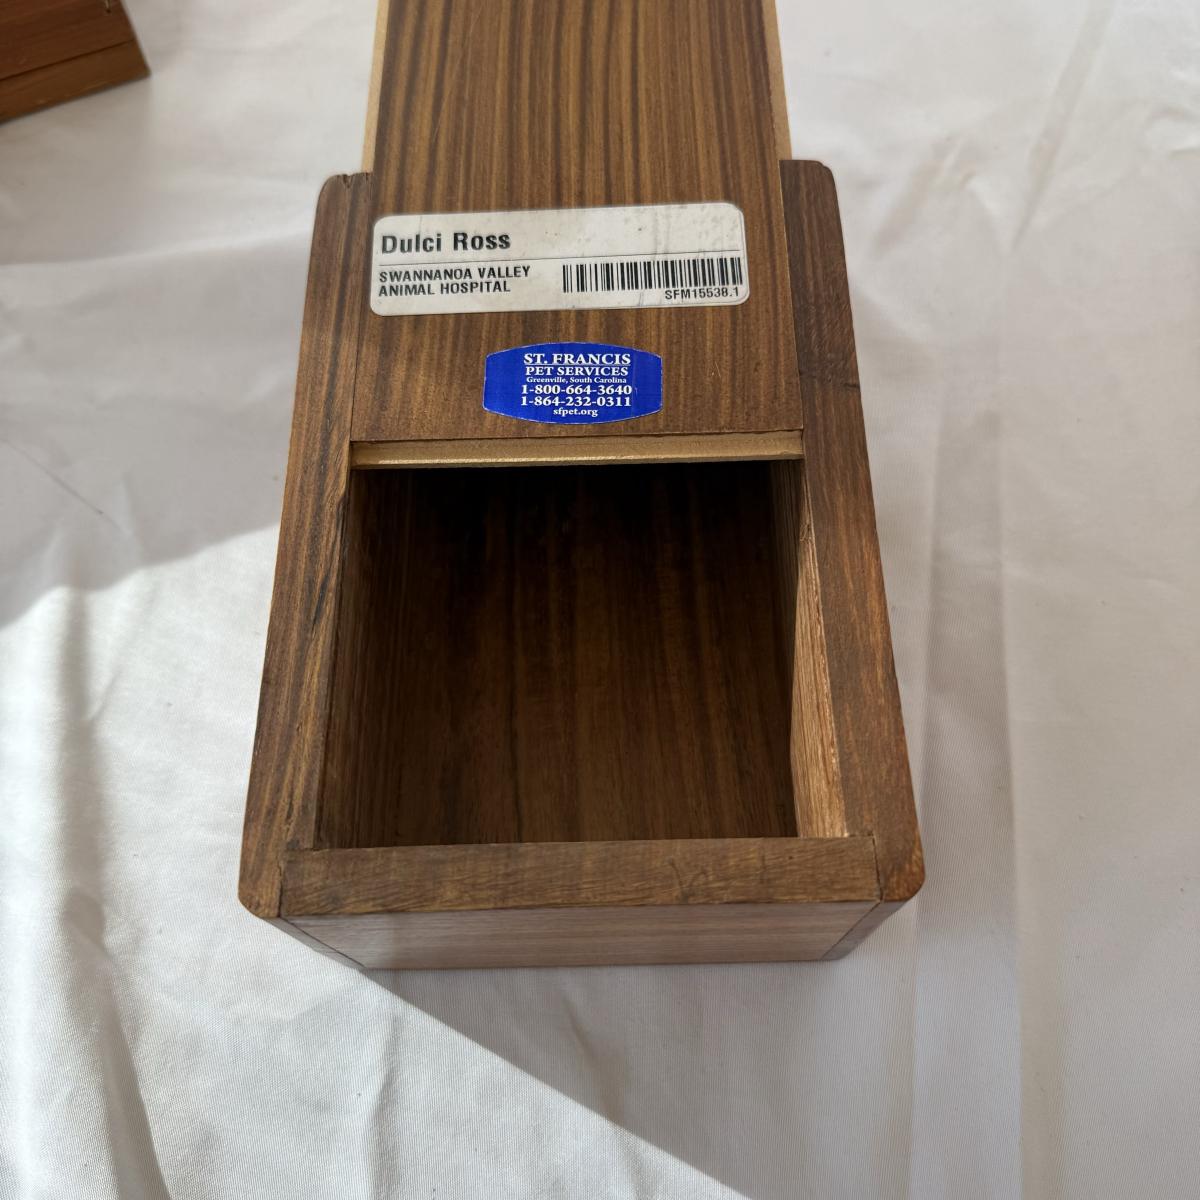 Dulci Ross
SWANNANOA VALLEY
ANIMAL HOSPITAL
SFM15538.1
ST. FRANCIS
PET SERVICES
Greenville, South Carolina
1-800-664-3640
1-864-232-0311
sfpet.org